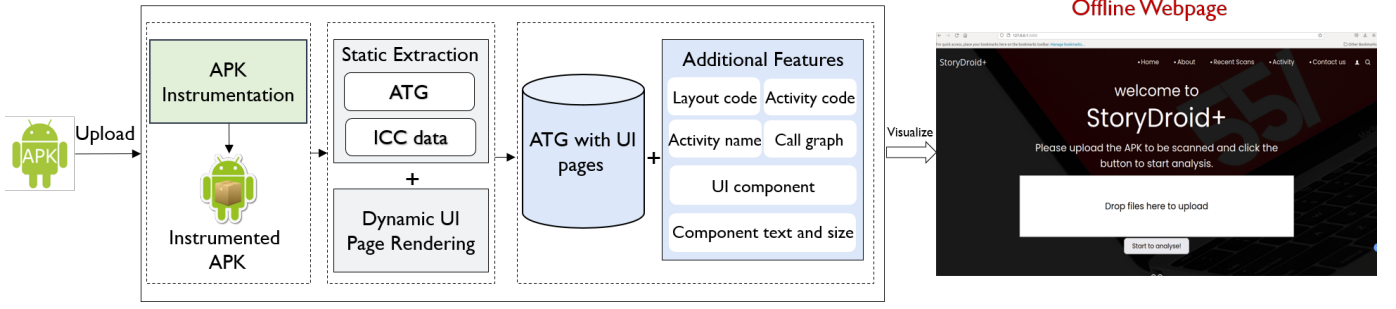 APK
Upload
APK
Instrumentation
Instrumented
APK
Static Extraction
ATG
ICC data
+
Dynamic UI
Page Rendering
ATG with UI
pages
+
Additional Features
Layout code
Activity code
Activity name
Call graph
UI component
Component text and size
Visualize
Offline Webpage
StoryDroid+
•Home •About •Recent Scans •Activity •Contact us
welcome to
StoryDroid+
Please upload the APK to be scanned and click the
button to start analysis.
Drop files here to upload
Start to analyse!